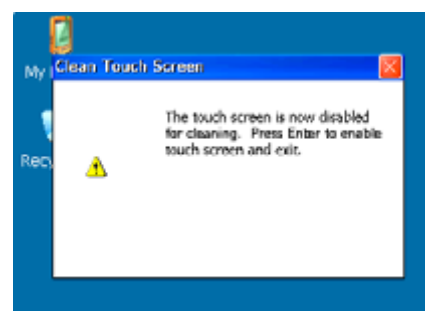 My
Clean Touch Screen
The touch screen is now disabled
for cleaning. Press Enter to enable
touch screen and exit.
Recy